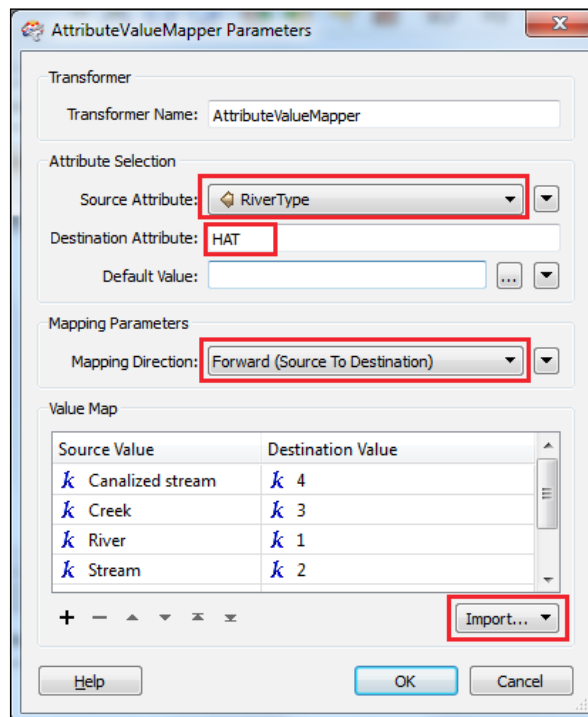 AttributeValueMapper Parameters
Transformer
Transformer Name: AttributeValueMapper
Attribute Selection
Source Attribute: RiverType
Destination Attribute: HAT
Default Value: ...
Mapping Parameters
Mapping Direction: Forward (Source To Destination)
Value Map
Source Value Destination Value
k Canalized stream k 4
k Creek k 3
k River k 1
k Stream k 2
Import...
Help OK Cancel